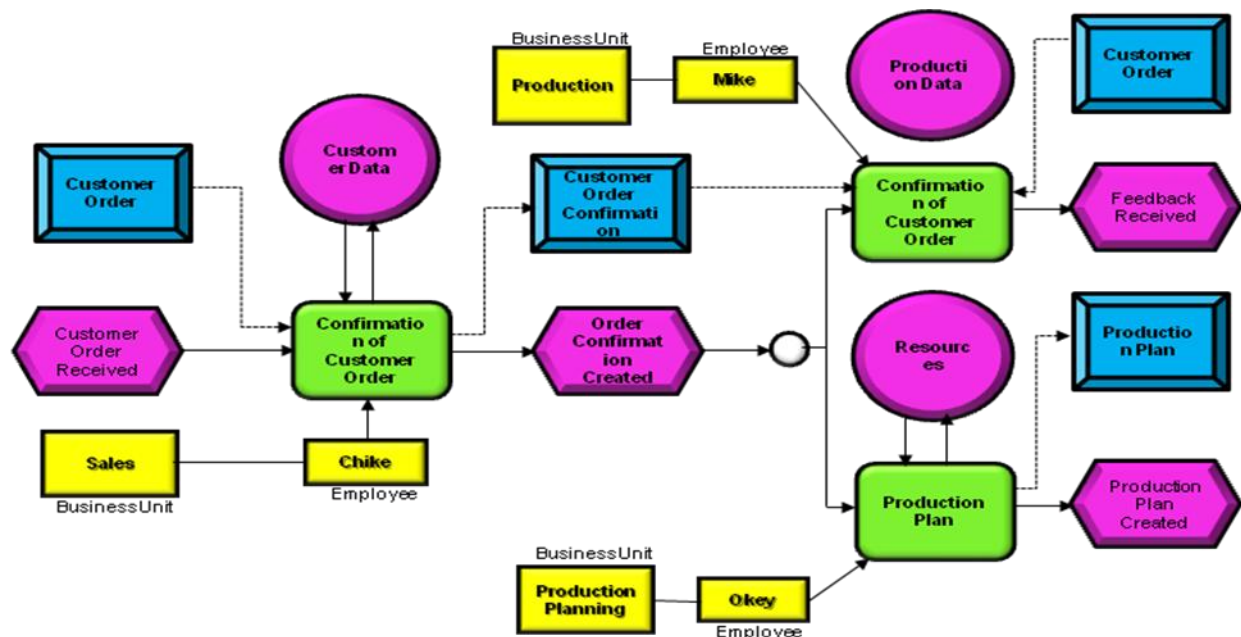 BusinessUnit
Production
Employee
Mike
Producti
on Data
Customer
Order
Customer
Order
Custom
er Data
Customer
Order
Confirmati
on
Confirmatio
n of
Customer
Order
Feedback
Received
Customer
Order
Received
Confirmatio
n of
Customer
Order
Order
Confirmat
ion
Created
Resourc
es
Productio
n Plan
Sales
BusinessUnit
Chike
Employee
Production
Plan
Production
Plan
Created
BusinessUnit
Production
Planning
Okey
Employee